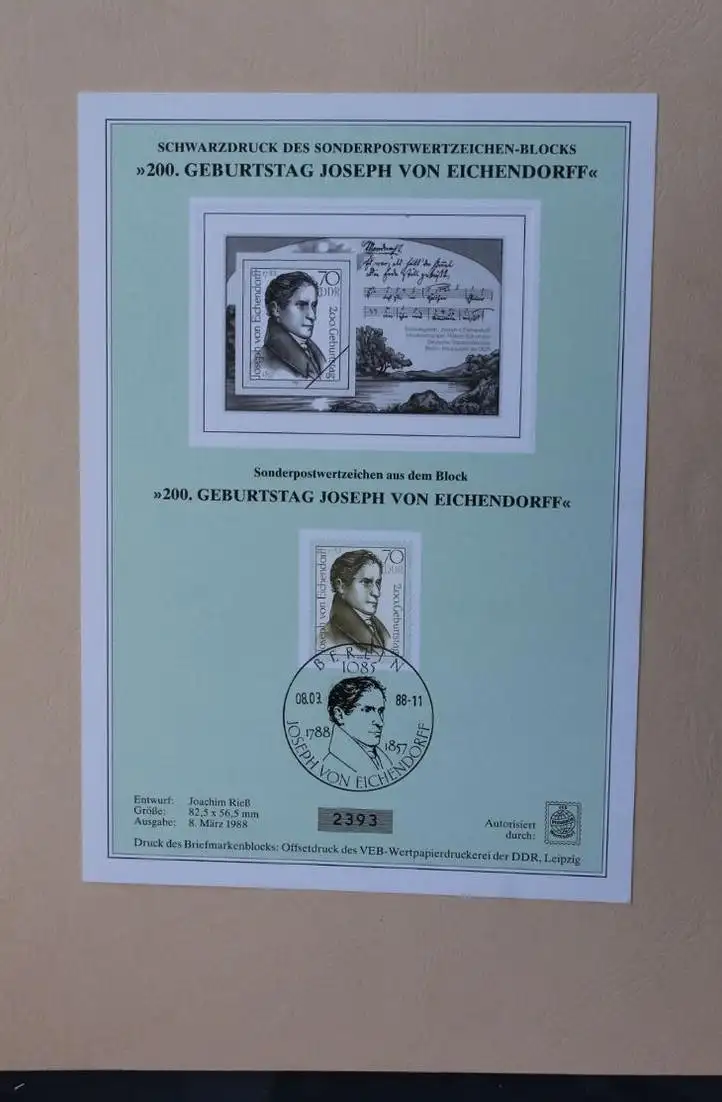 SCHWARZDRUCK DES SONDERPOSTWERTZEICHEN-BLOCKS
»200. GEBURTSTAG JOSEPH VON EICHENDORFF«
Mondnacht
70
DDR
Joseph von Eichendorff
200. Geburtstag
Sonderpostwertzeichen aus dem Block
»200. GEBURTSTAG JOSEPH VON EICHENDORFF«
70
Joseph von Eichendorff
200. Geburtstag
BERLIN
1085
08.03. 88-11
1788 1857
JOSEPH VON EICHENDORFF
Entwurf: Joachim Rieß
Größe: 82,5 x 56,5 mm
Ausgabe: 8. März 1988
2393
Autorisiert
durch:
Druck des Briefmarkenblocks: Offsetdruck des VEB-Wertpapierdruckerei der DDR, Leipzig